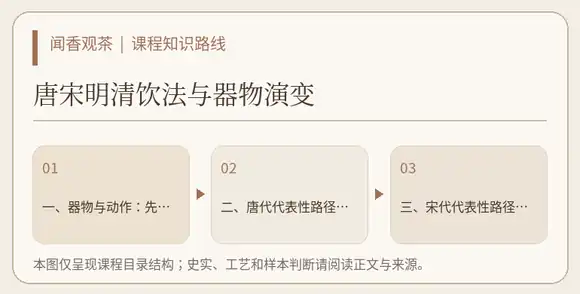 闻香观茶｜课程知识路线
唐宋明清饮法与器物演变
01
一、器物与动作：先…
02
二、唐代代表性路径…
03
三、宋代代表性路径…
本图仅呈现课程目录结构；史实、工艺和样本判断请阅读正文与来源。